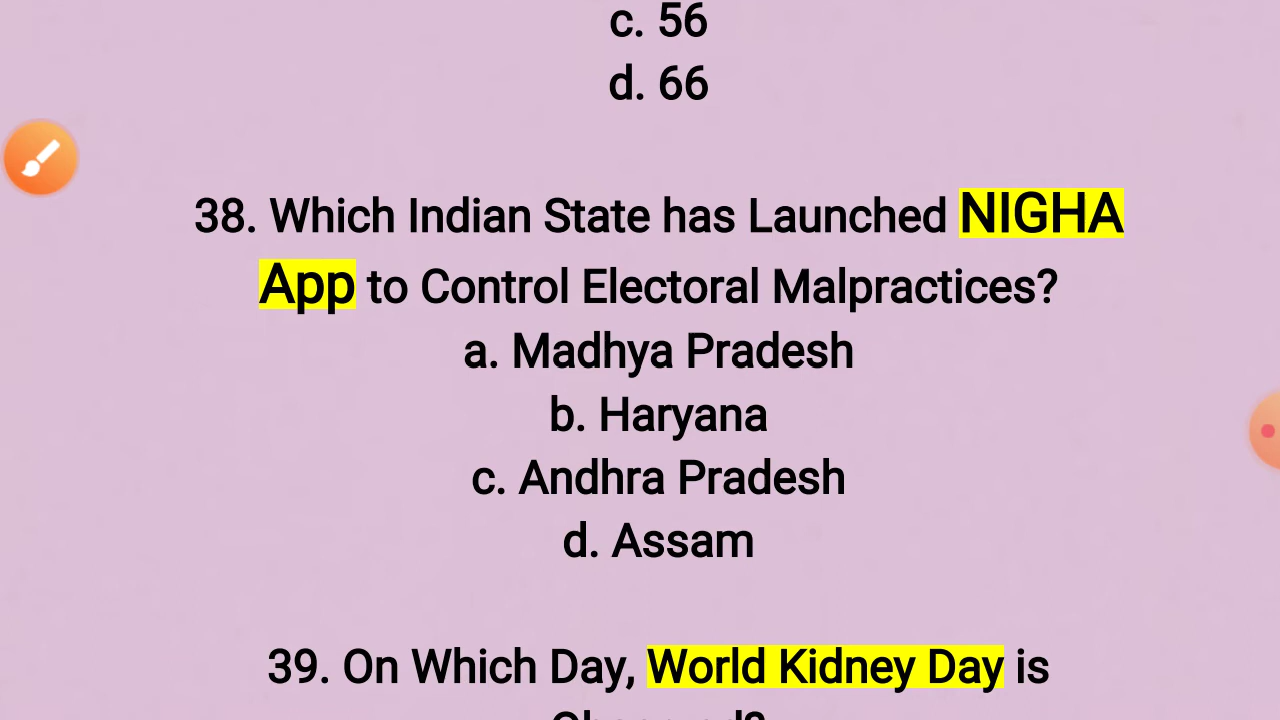 c. 56
d. 66
38. Which Indian State has Launched NIGHA
App to Control Electoral Malpractices?
a. Madhya Pradesh
b. Haryana
c. Andhra Pradesh
d. Assam
39. On Which Day, World Kidney Day is